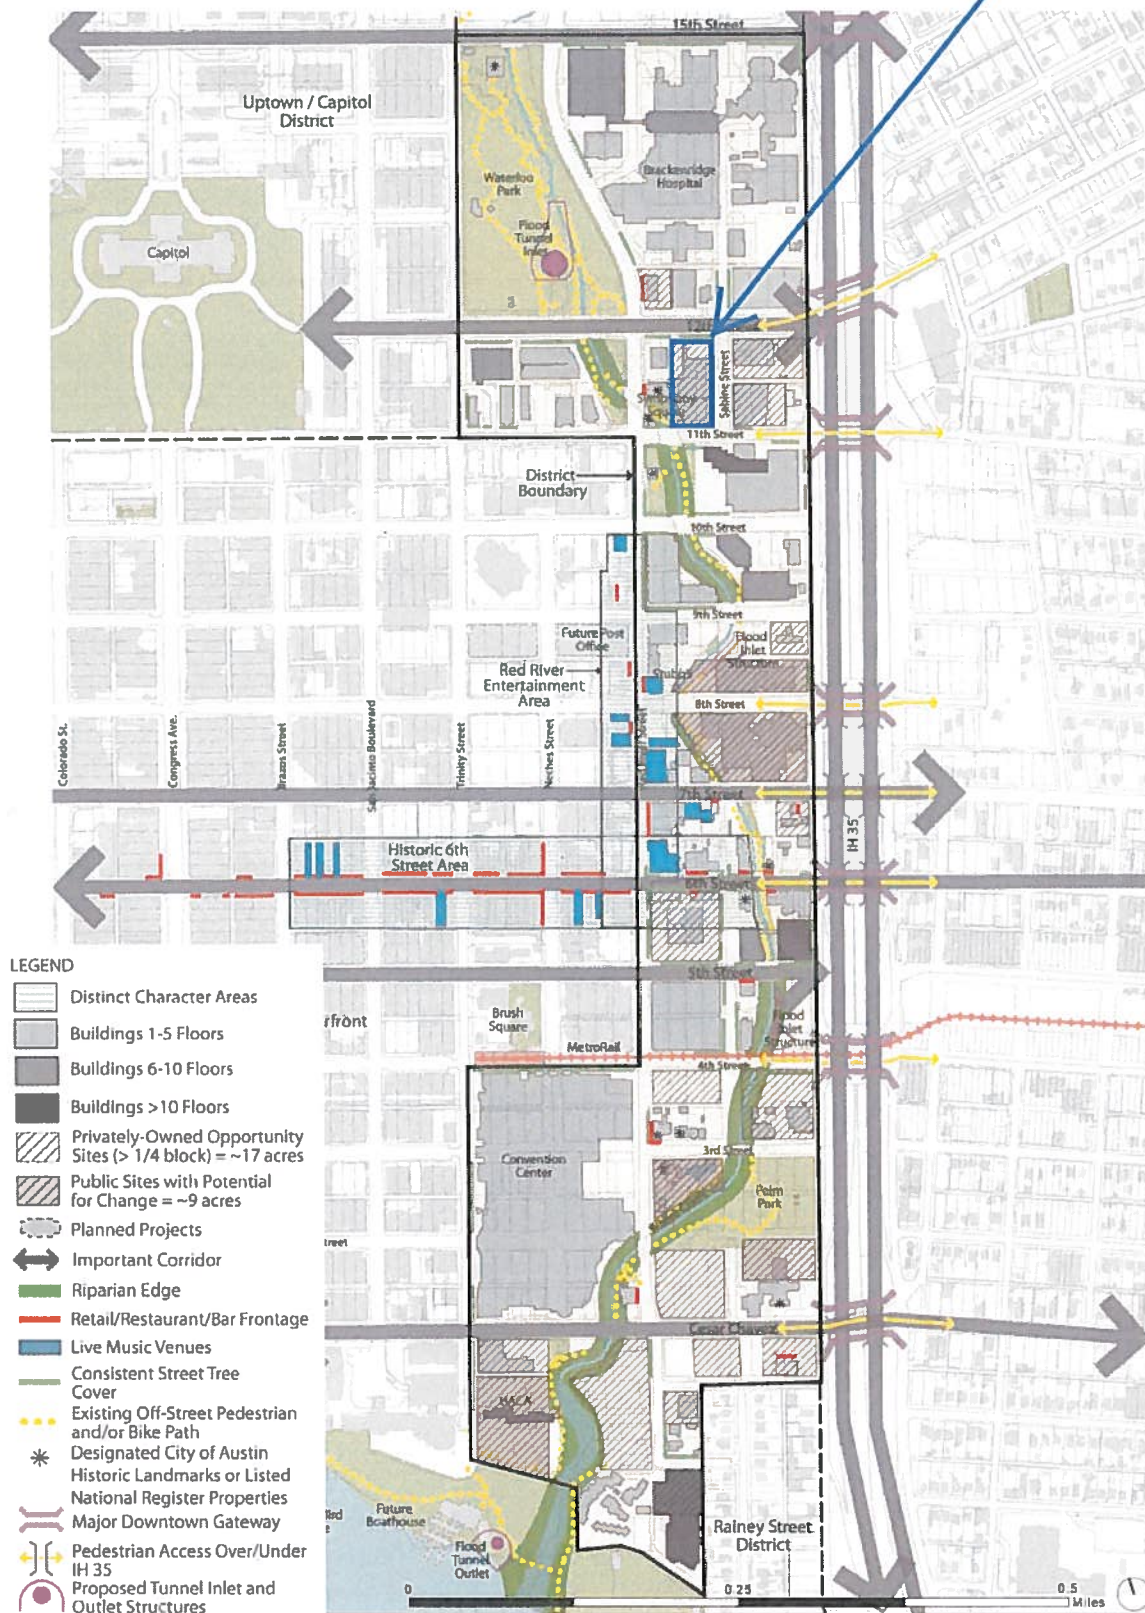 15th Street
Uptown / Capitol
District
Waterloo
Park
Brackenridge
Hospital
Flood
Tunnel
Inlet
Capitol
Sabine Street
11th Street
District
Boundary
10th Street
9th Street
Future Post
Office
Flood
Inlet
Structure
Red River
Entertainment
Area
Stubbs
8th Street
Colorado St.
Congress Ave.
Brazos Street
San Jacinto Boulevard
Trinity Street
Neches Street
7th Street
IH 35
Historic 6th
Street Area
6th Street
5th Street
Brush
Square
rfront
Flood
Inlet
Structure
MetroRail
4th Street
Convention
Center
3rd Street
Palm
Park
treet
Cesar Chavez
HACA
Future
Boathouse
Flood
Tunnel
Outlet
Rainey Street
District
LEGEND
Distinct Character Areas
Buildings 1-5 Floors
Buildings 6-10 Floors
Buildings >10 Floors
Privately-Owned Opportunity
Sites (> 1/4 block) = ~17 acres
Public Sites with Potential
for Change = ~9 acres
Planned Projects
Important Corridor
Riparian Edge
Retail/Restaurant/Bar Frontage
Live Music Venues
Consistent Street Tree
Cover
Existing Off-Street Pedestrian
and/or Bike Path
Designated City of Austin
Historic Landmarks or Listed
National Register Properties
Major Downtown Gateway
Pedestrian Access Over/Under
IH 35
Proposed Tunnel Inlet and
Outlet Structures
0 0.25 0.5
Miles